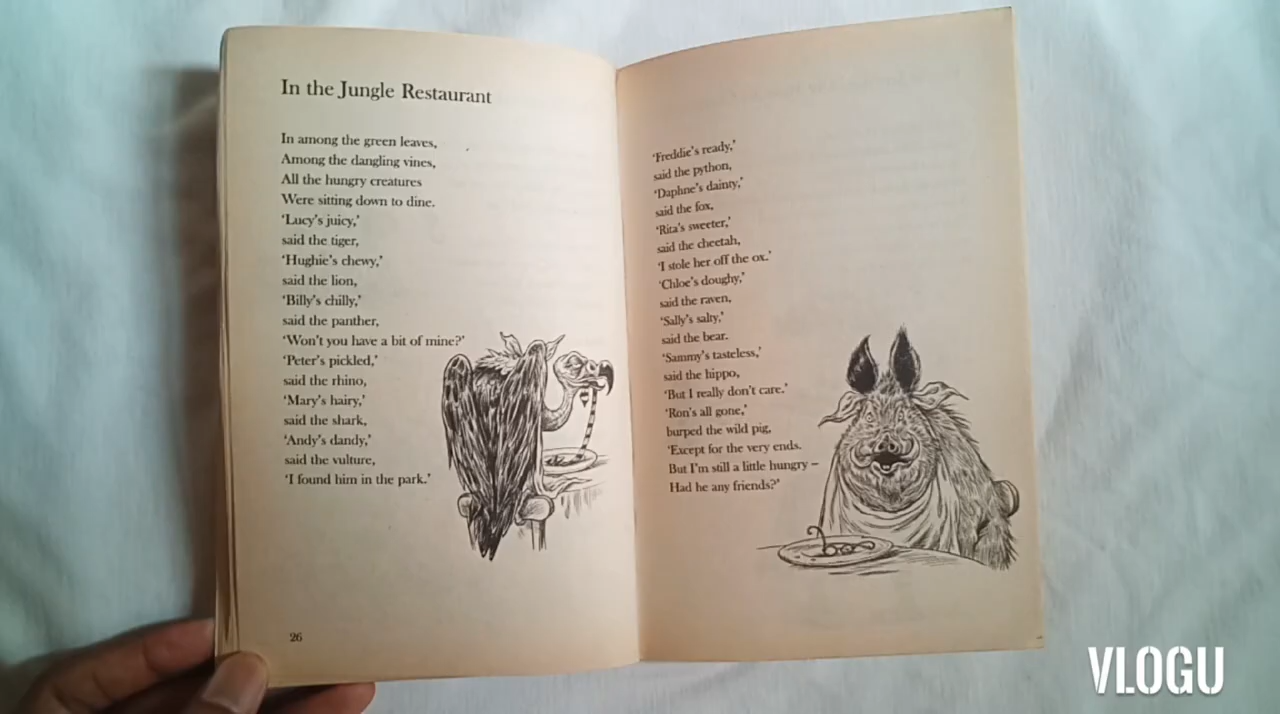 In the Jungle Restaurant
In among the green leaves,
Among the dangling vines,
All the hungry creatures
Were sitting down to dine.
‘Lucy’s juicy,’
said the tiger,
‘Hughie’s chewy,’
said the lion,
‘Billy’s chilly,’
said the panther,
‘Won’t you have a bit of mine?’
‘Peter’s pickled,’
said the rhino,
‘Mary’s hairy,’
said the shark,
‘Andy’s dandy,’
said the vulture,
‘I found him in the park.’
26
‘Freddie’s ready,’
said the python,
‘Daphne’s dainty,’
said the fox,
‘Rita’s sweeter,’
said the cheetah,
‘I stole her off the ox.’
‘Chloe’s doughy,’
said the raven,
‘Sally’s salty,’
said the bear.
‘Sammy’s tasteless,’
said the hippo,
‘But I really don’t care.’
‘Ron’s all gone,’
burped the wild pig,
‘Except for the very ends.
But I’m still a little hungry –
Had he any friends?’
VLOGU